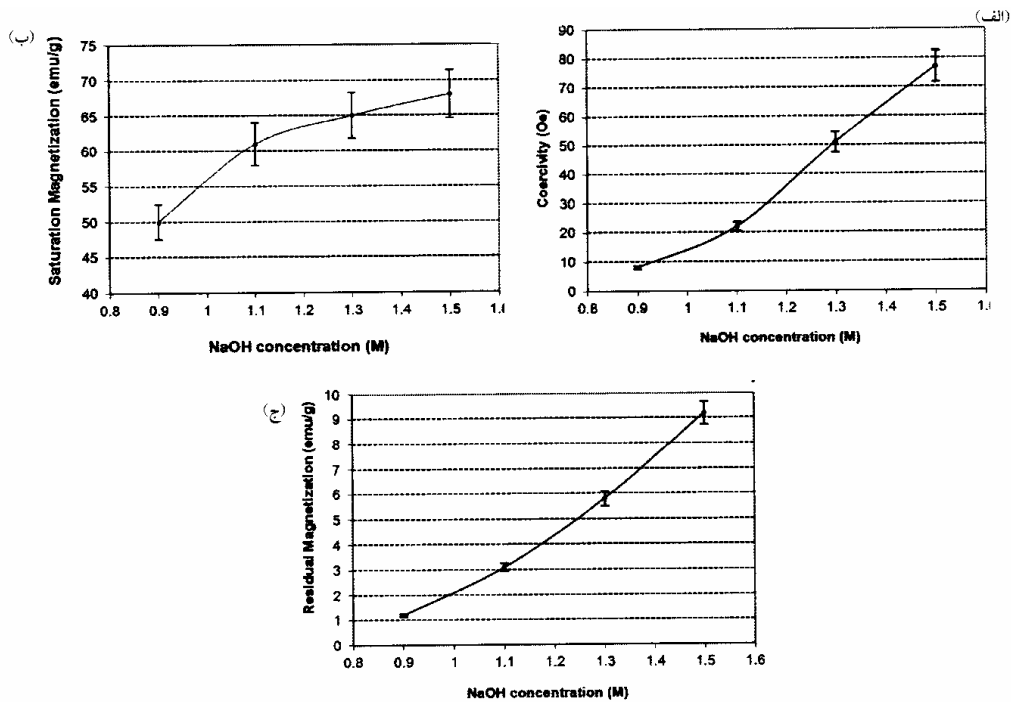 (الف)
90
80
70
60
50
40
30
20
10
0
Coercivity (Oe)
0.8 0.9 1 1.1 1.2 1.3 1.4 1.5 1.(
NaOH concentration (M)
(ب)
75
70
65
60
55
50
45
40
Saturation Magnetization (emu/g)
0.8 0.9 1 1.1 1.2 1.3 1.4 1.5 1.6
NaOH concentration (M)
(ج)
10
9
8
7
6
5
4
3
2
1
0
Residual Magnetization (emu/g)
0.8 0.9 1 1.1 1.2 1.3 1.4 1.5 1.6
NaOH concentration (M)